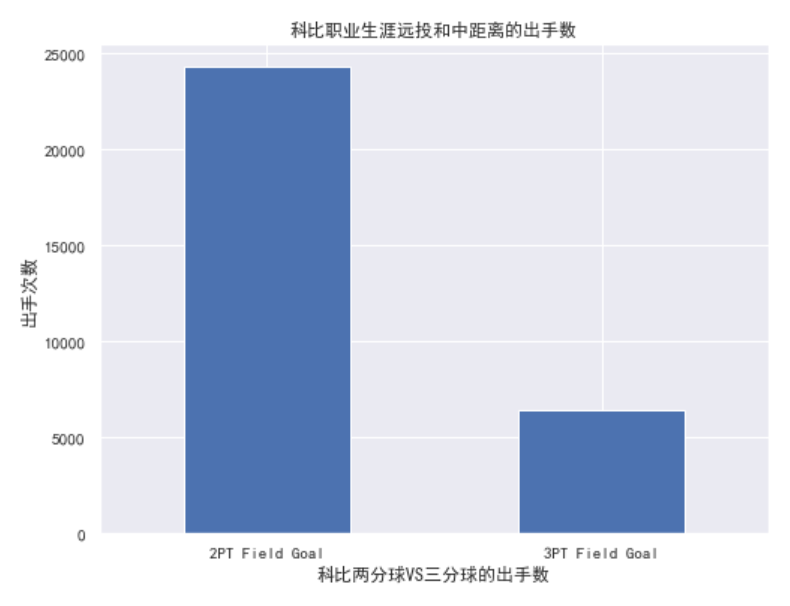 科比职业生涯远投和中距离的出手数
25000
20000
15000
10000
5000
0
出手次数
2PT Field Goal
3PT Field Goal
科比两分球VS三分球的出手数